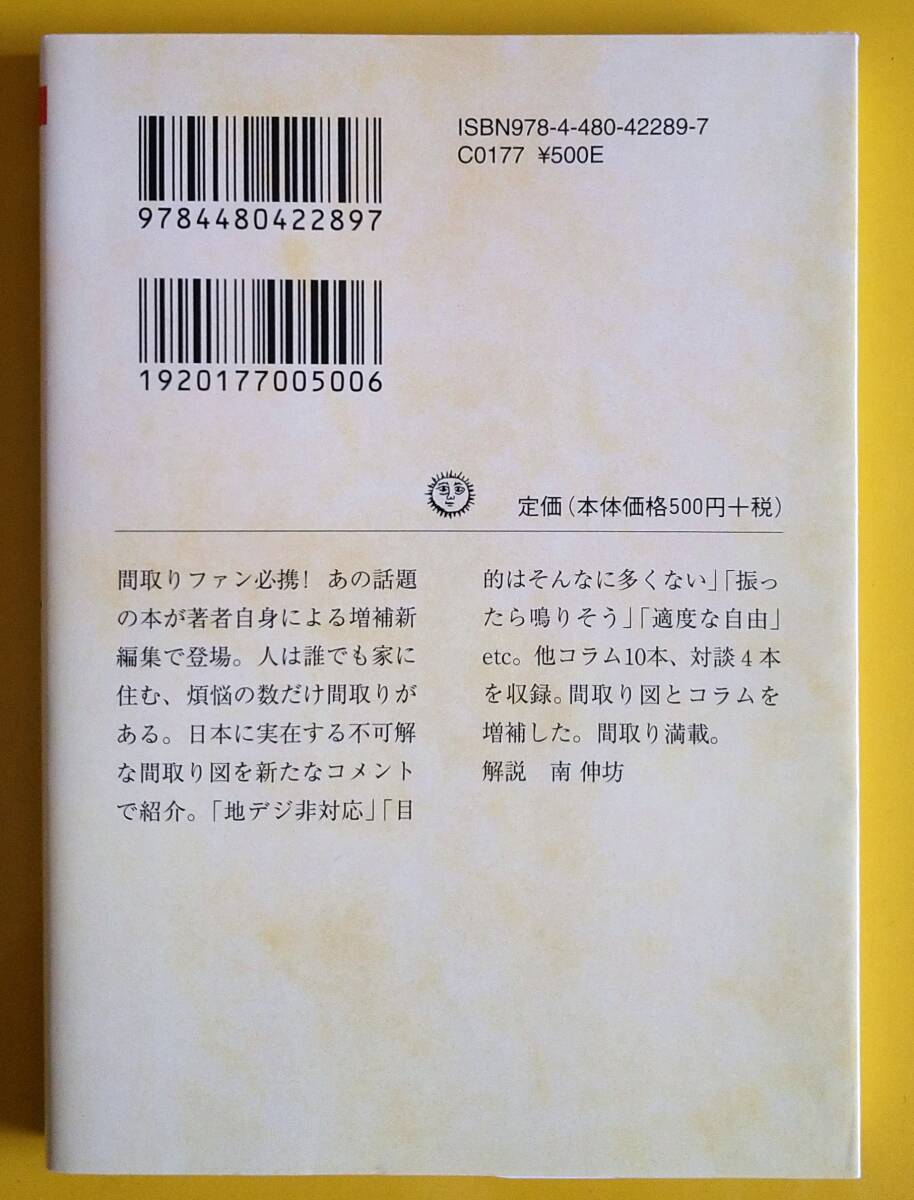 ISBN978-4-480-42289-7
C0177 ¥500E
9784480422897
1920177005006
定価(本体価格500円+税)
間取りファン必携! あの話題
の本が著者自身による増補新
編集で登場。人は誰でも家に
住む、煩悩の数だけ間取りが
ある。日本に実在する不可解
な間取り図を新たなコメント
で紹介。「地デジ非対応」「目
的はそんなに多くない」「振っ
たら鳴りそう」「適度な自由」
etc。他コラム10本、対談4本
を収録。間取り図とコラムを
増補した。間取り満載。
解説 南 伸坊